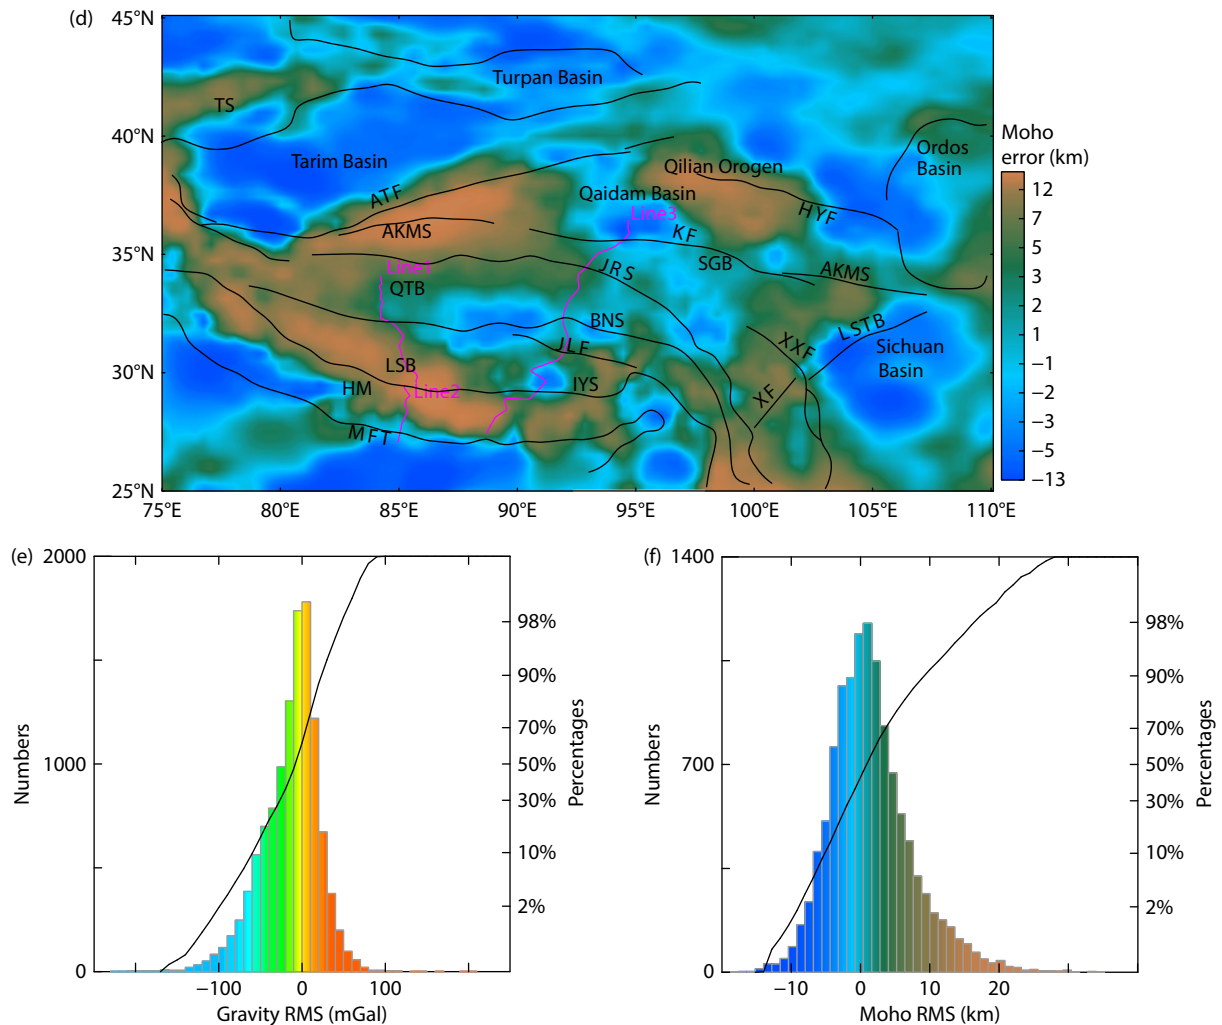 (d)
45°N
40°N
35°N
30°N
25°N
75°E
80°E
85°E
90°E
95°E
100°E
105°E
110°E
Turpan Basin
TS
Tarim Basin
ATF
AKMS
Qilian Orogen
Qaidam Basin
Line3
Ordos
Basin
HYF
KF
SGB
AKMS
JRS
Line1
QTB
BNS
JLF
XXF
LSTB
Sichuan
Basin
LSB
HM
Line2
IYS
XF
MFT
Moho
error (km)
12
7
5
3
2
1
−1
−2
−3
−5
−13
(e)
2000
1000
0
Numbers
98%
90%
70%
50%
30%
10%
2%
Percentages
−100
0
100
Gravity RMS (mGal)
(f)
1400
700
0
Numbers
98%
90%
70%
50%
30%
10%
2%
Percentages
−10
0
10
20
Moho RMS (km)